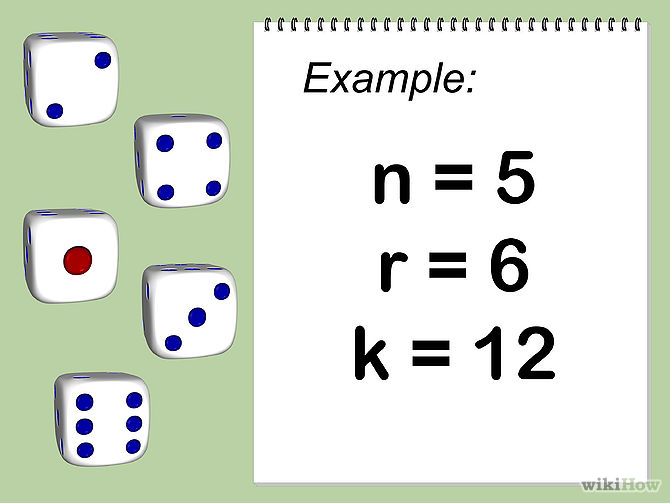 Example:
n = 5
r = 6
k = 12
wikiHow